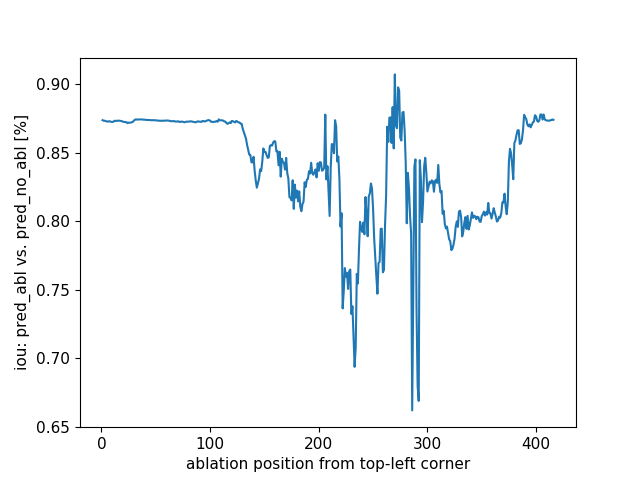 0.90
0.85
0.80
0.75
0.70
0.65
iou: pred_abl vs. pred_no_abl [%]
0 100 200 300 400
ablation position from top-left corner